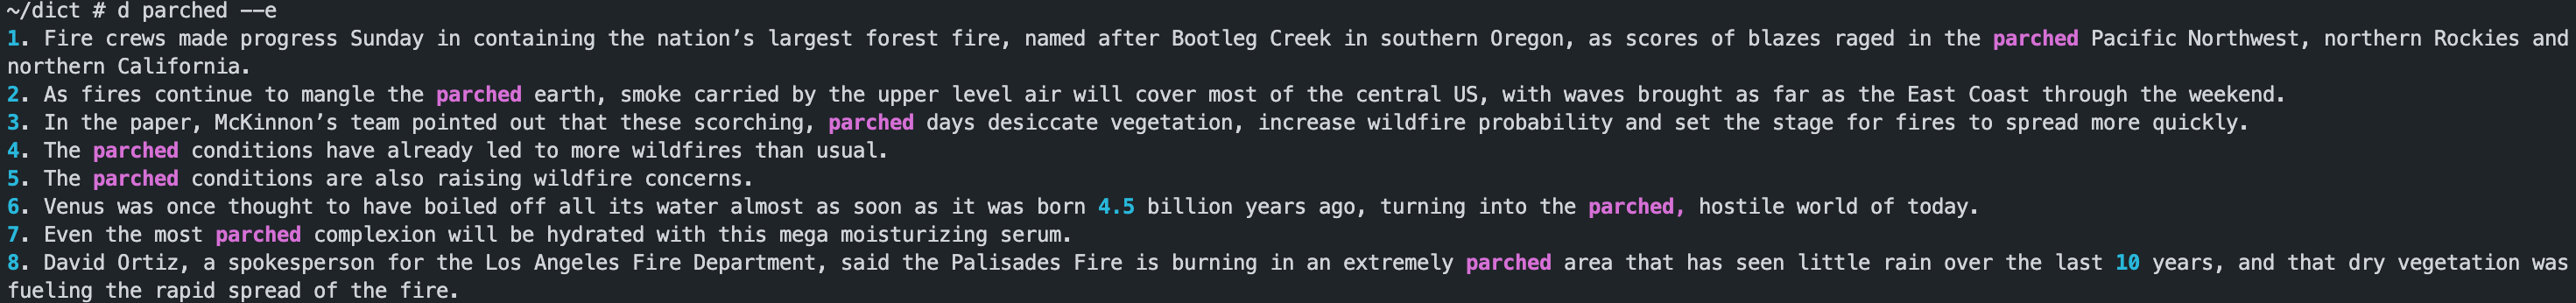 ~/dict # d parched --e
1. Fire crews made progress Sunday in containing the nation’s largest forest fire, named after Bootleg Creek in southern Oregon, as scores of blazes raged in the parched Pacific Northwest, northern Rockies and
northern California.
2. As fires continue to mangle the parched earth, smoke carried by the upper level air will cover most of the central US, with waves brought as far as the East Coast through the weekend.
3. In the paper, McKinnon’s team pointed out that these scorching, parched days desiccate vegetation, increase wildfire probability and set the stage for fires to spread more quickly.
4. The parched conditions have already led to more wildfires than usual.
5. The parched conditions are also raising wildfire concerns.
6. Venus was once thought to have boiled off all its water almost as soon as it was born 4.5 billion years ago, turning into the parched, hostile world of today.
7. Even the most parched complexion will be hydrated with this mega moisturizing serum.
8. David Ortiz, a spokesperson for the Los Angeles Fire Department, said the Palisades Fire is burning in an extremely parched area that has seen little rain over the last 10 years, and that dry vegetation was
fueling the rapid spread of the fire.